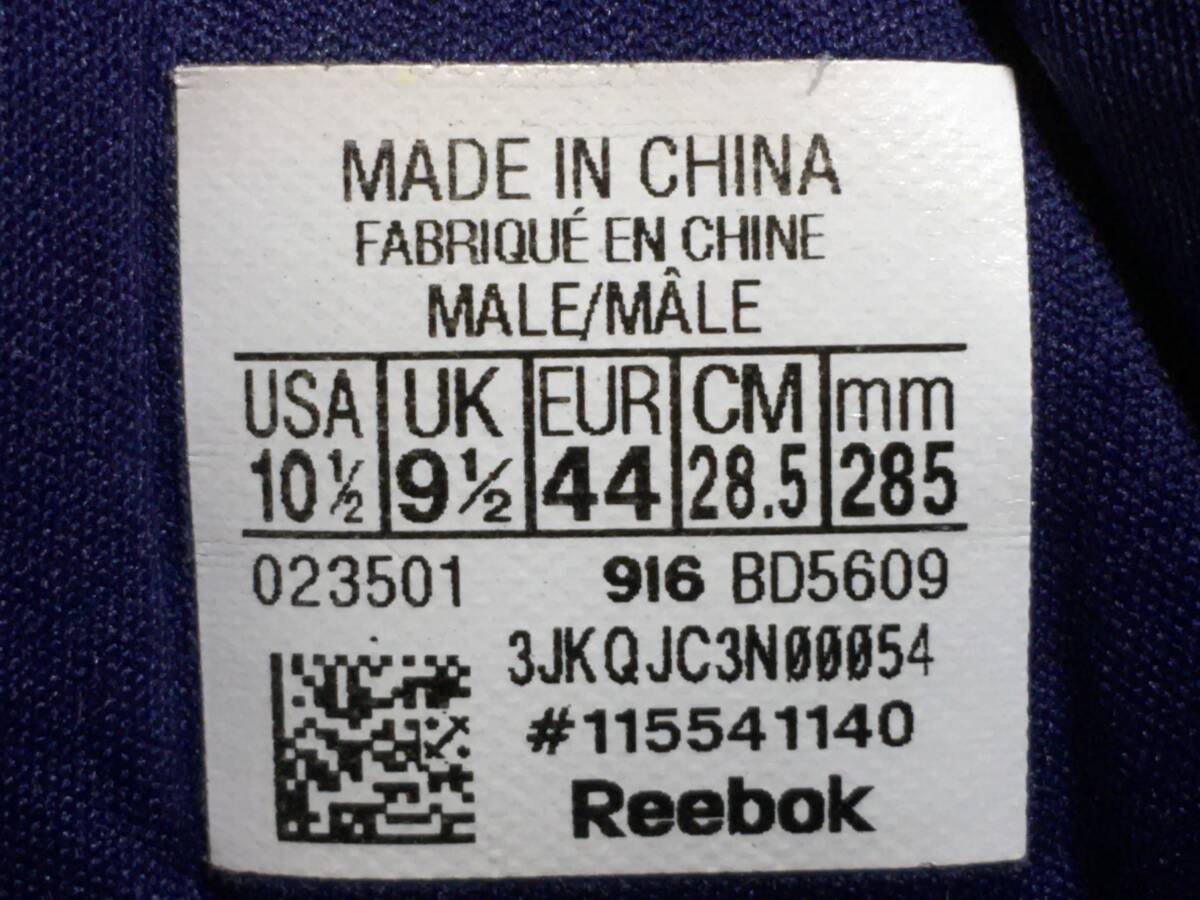 MADE IN CHINA
FABRIQUÉ EN CHINE
MALE/MÂLE
USA UK EUR CM mm
10½ 9½ 44 28.5 285
023501 916 BD5609
3JKQJC3N00054
#115541140
Reebok